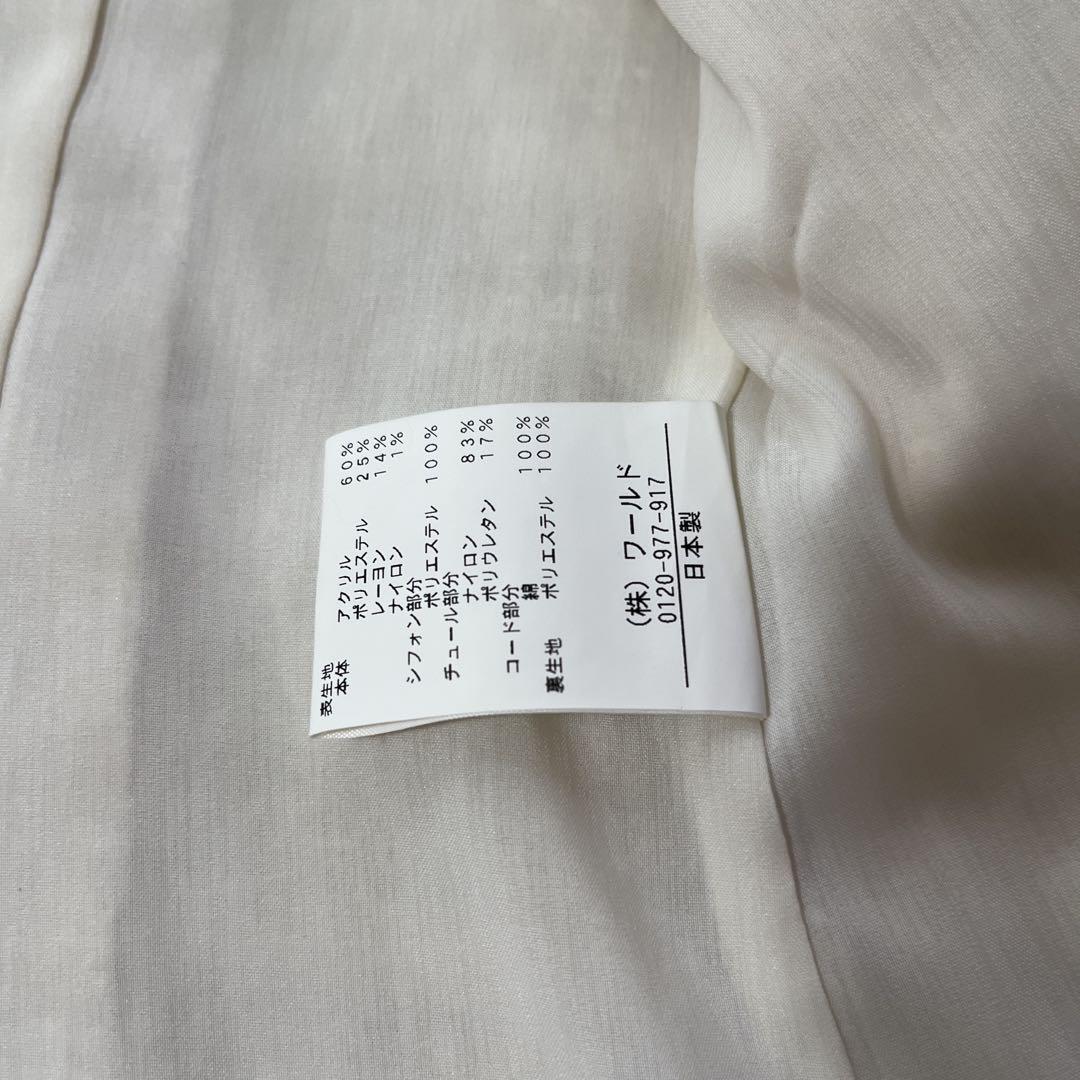 表生地
本体
アクリル 60%
ポリエステル 25%
レーヨン 14%
ナイロン 1%
シフォン部分
ポリエステル 100%
チュール部分
ナイロン 83%
ポリウレタン 17%
コード部分
綿 100%
裏生地 ポリエステル 100%
(株) ワールド
0120-977-917
日本製